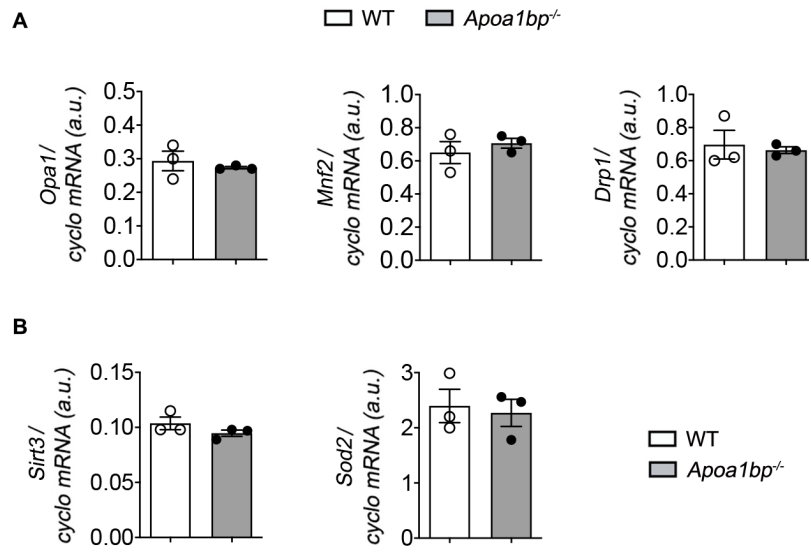 A
WT Apoa1bp-/-
Opa1/
cyclo mRNA (a.u.)
0.5
0.4
0.3
0.2
0.1
0.0
Mnf2/
cyclo mRNA (a.u.)
1.0
0.8
0.6
0.4
0.2
0.0
Drp1/
cyclo mRNA (a.u.)
1.0
0.8
0.6
0.4
0.2
0.0
B
Sirt3/
cyclo mRNA (a.u.)
0.15
0.10
0.05
0.00
Sod2/
cyclo mRNA (a.u.)
3
2
1
0
WT
Apoa1bp-/-